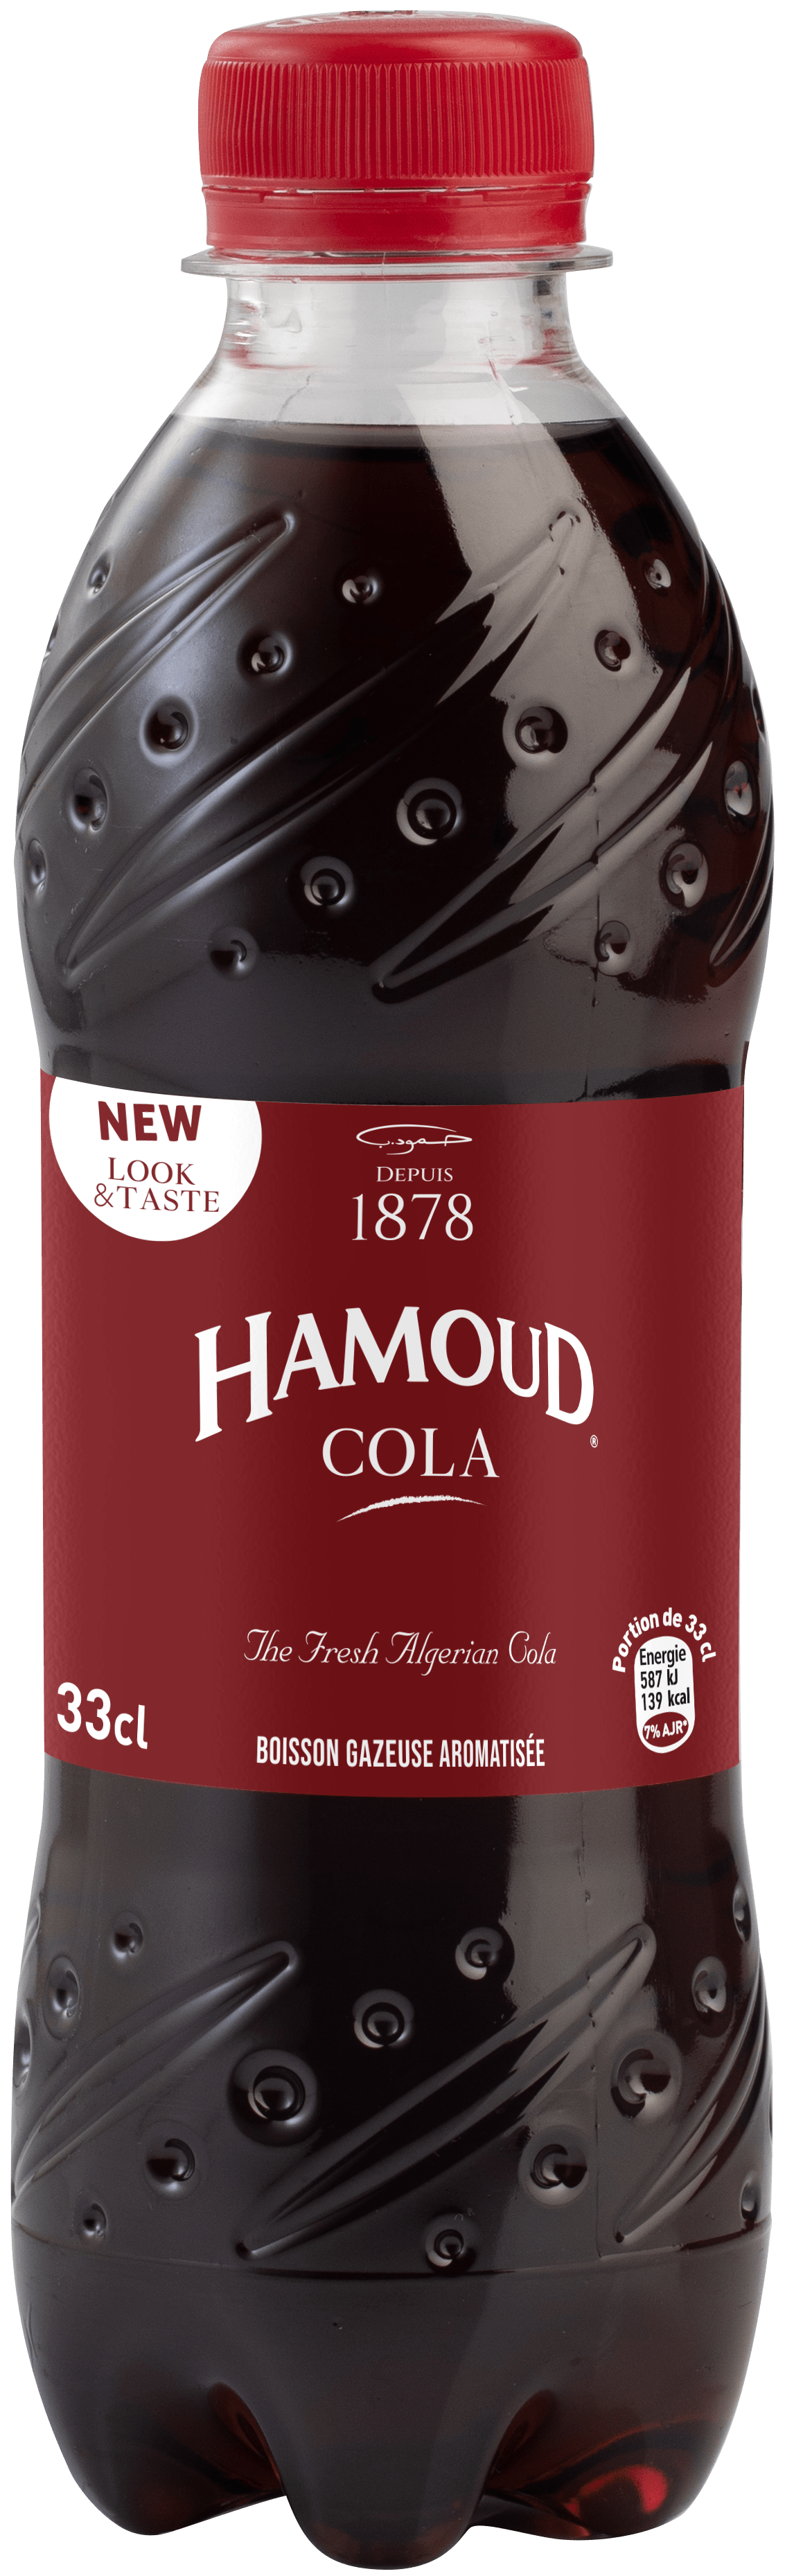 NEW
LOOK
&TASTE
حمود.ب
DEPUIS
1878
HAMOUD
®
COLA
The Fresh Algerian Cola
33cl
BOISSON GAZEUSE AROMATISÉE
Portion de 33 cl
Energie
587 kJ
139 kcal
7% AJR*